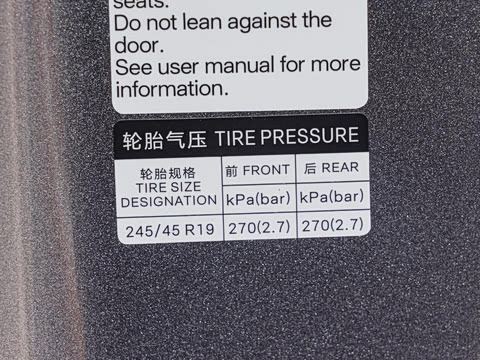 seats.
Do not lean against the
door.
See user manual for more
information.
轮胎气压 TIRE PRESSURE
轮胎规格
TIRE SIZE
DESIGNATION
前 FRONT
后 REAR
kPa(bar)
kPa(bar)
245/45 R19
270(2.7)
270(2.7)